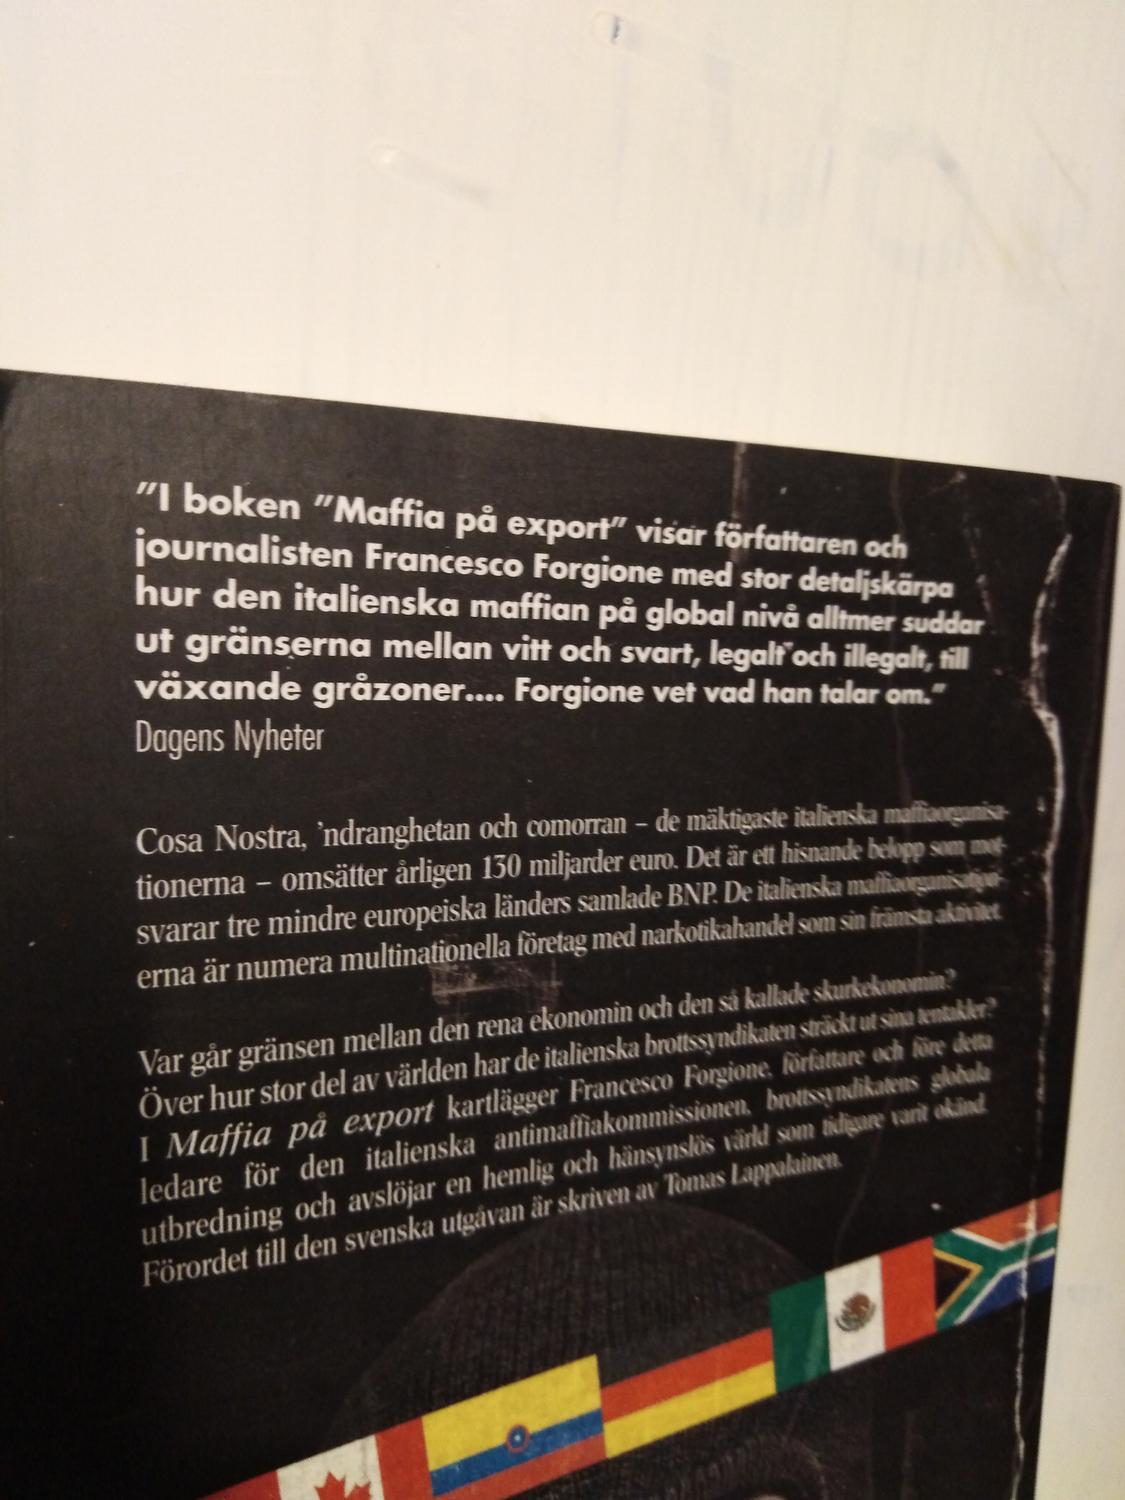 ”I boken ”Maffia på export” visar författaren och
journalisten Francesco Forgione med stor detaljskärpa
hur den italienska maffian på global nivå alltmer suddar
ut gränserna mellan vitt och svart, legalt och illegalt, till
växande gråzoner.... Forgione vet vad han talar om.”
Dagens Nyheter
Cosa Nostra, ’ndranghetan och comorran – de mäktigaste italienska maffiaorganisa-
tionerna – omsätter årligen 130 miljarder euro. Det är ett hisnande belopp som mot-
svarar tre mindre europeiska länders samlade BNP. De italienska
erna är numera multinationella företag med narkotikahandel som sin främsta aktivitet.
Var går gränsen mellan den rena ekonomin och den så kallade skurkekonomin?
Över hur stor del av världen har de italienska brottssyndikaten sträckt ut sina tentakler?
I Maffia på export kartlägger Francesco Forgione, författare och före detta
ledare för den italienska antimaffiakommissionen, brottssyndikatens globala
utbredning och avslöjar en hemlig och hänsynslös värld som tidigare varit okänd.
Förordet till den svenska utgåvan är skriven av Tomas Lappalainen.